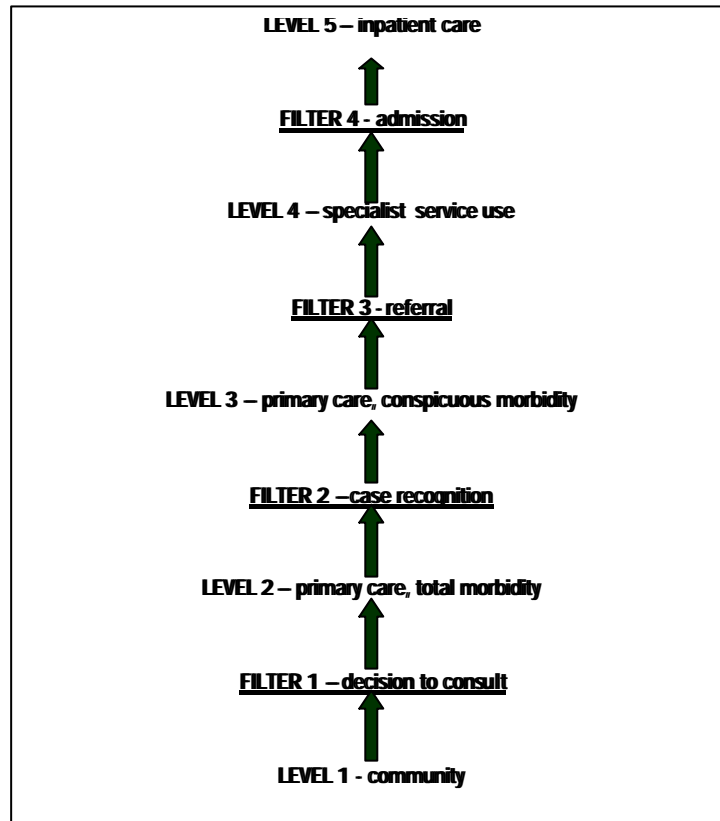 LEVEL 5 – inpatient care
FILTER 4 - admission
LEVEL 4 – specialist service use
FILTER 3 - referral
LEVEL 3 – primary care, conspicuous morbidity
FILTER 2 – case recognition
LEVEL 2 – primary care, total morbidity
FILTER 1 – decision to consult
LEVEL 1 - community